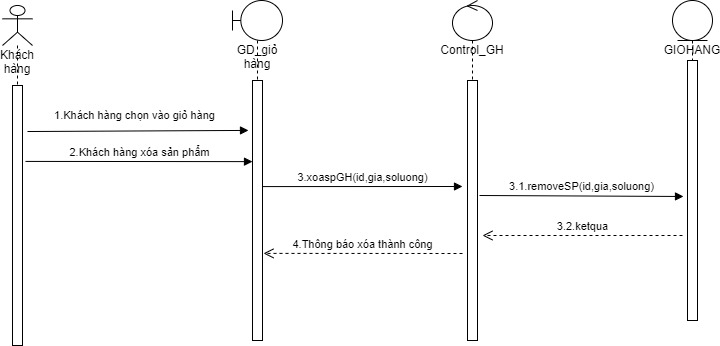 Khách
hàng
GD_giỏ
hàng
Control_GH
GIOHANG
1.Khách hàng chọn vào giỏ hàng
2.Khách hàng xóa sản phẩm
3.xoaspGH(id,gia,soluong)
3.1.removeSP(id,gia,soluong)
3.2.ketqua
4.Thông báo xóa thành công